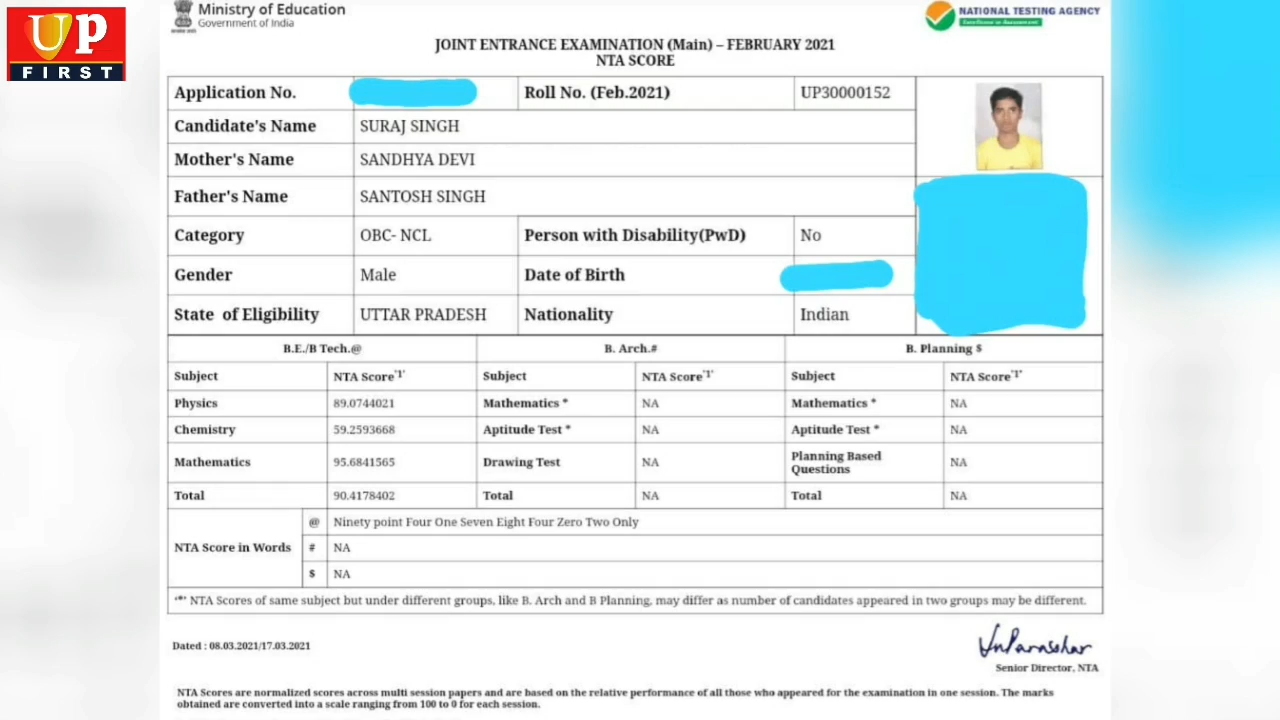 UP
FIRST
Ministry of Education
Government of India
NATIONAL TESTING AGENCY
Excellence in Assessment
JOINT ENTRANCE EXAMINATION (Main) – FEBRUARY 2021
NTA SCORE
Application No. Roll No. (Feb.2021) UP30000152
Candidate's Name SURAJ SINGH
Mother's Name SANDHYA DEVI
Father's Name SANTOSH SINGH
Category OBC- NCL Person with Disability(PwD) No
Gender Male Date of Birth
State of Eligibility UTTAR PRADESH Nationality Indian
B.E./B Tech.@ B. Arch.# B. Planning $
Subject NTA Score'1' Subject NTA Score'1' Subject NTA Score'1'
Physics 89.0744021 Mathematics * NA Mathematics * NA
Chemistry 59.2593668 Aptitude Test * NA Aptitude Test * NA
Mathematics 95.6841565 Drawing Test NA Planning Based Questions NA
Total 90.4178402 Total NA Total NA
NTA Score in Words @ Ninety point Four One Seven Eight Four Zero Two Only
# NA
$ NA
'*' NTA Scores of same subject but under different groups, like B. Arch and B Planning, may differ as number of candidates appeared in two groups may be different.
Dated : 08.03.2021/17.03.2021
Senior Director, NTA
NTA Scores are normalized scores across multi session papers and are based on the relative performance of all those who appeared for the examination in one session. The marks
obtained are converted into a scale ranging from 100 to 0 for each session.